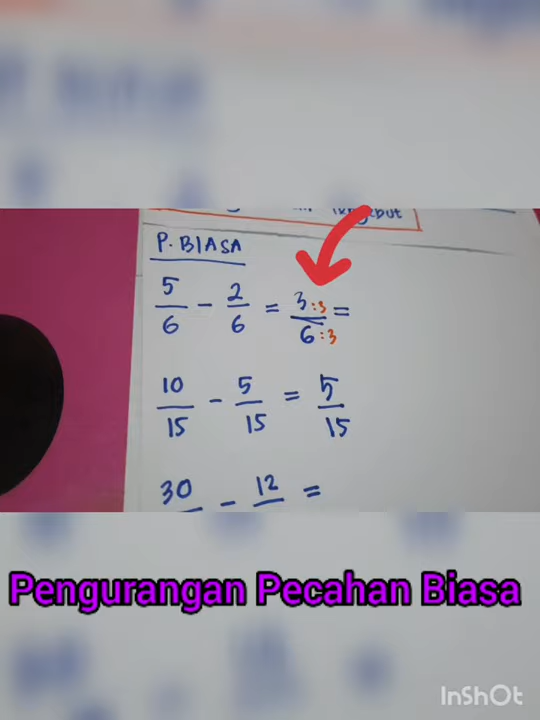 P. BIASA
5/6 - 2/6 = 3:3/6:3 =
10/15 - 5/15 = 5/15
30 - 12 =
Pengurangan Pecahan Biasa
InShOt